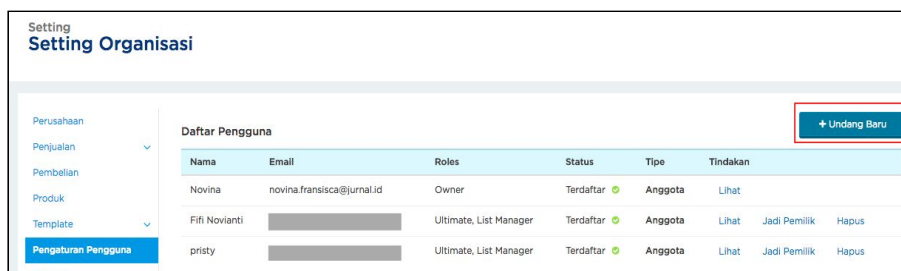 Setting
Setting Organisasi
Perusahaan
Penjualan
Pembelian
Produk
Template
Pengaturan Pengguna
Daftar Pengguna
+ Undang Baru
Nama Email Roles Status Tipe Tindakan
Novina novina.fransisca@jurnal.id Owner Terdaftar Anggota Lihat
Fifi Novianti Ultimate, List Manager Terdaftar Anggota Lihat Jadi Pemilik Hapus
pristy Ultimate, List Manager Terdaftar Anggota Lihat Jadi Pemilik Hapus